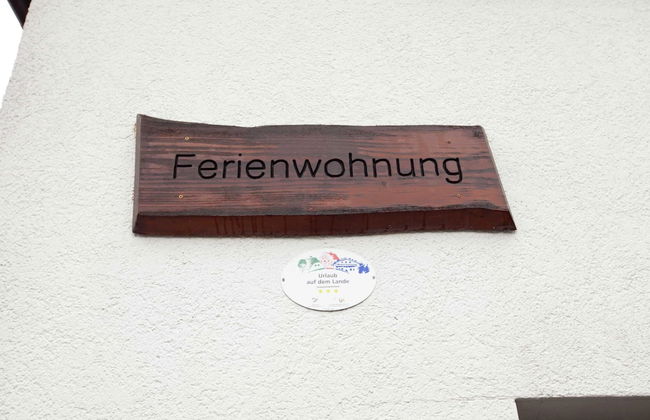 Ferienwohnung
Urlaub
auf dem Lande